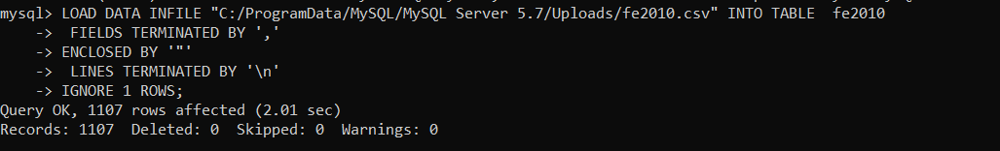 mysql> LOAD DATA INFILE "C:/ProgramData/MySQL/MySQL Server 5.7/Uploads/fe2010.csv" INTO TABLE  fe2010
    ->  FIELDS TERMINATED BY ','
    -> ENCLOSED BY '"'
    ->  LINES TERMINATED BY '\n'
    -> IGNORE 1 ROWS;
Query OK, 1107 rows affected (2.01 sec)
Records: 1107  Deleted: 0  Skipped: 0  Warnings: 0